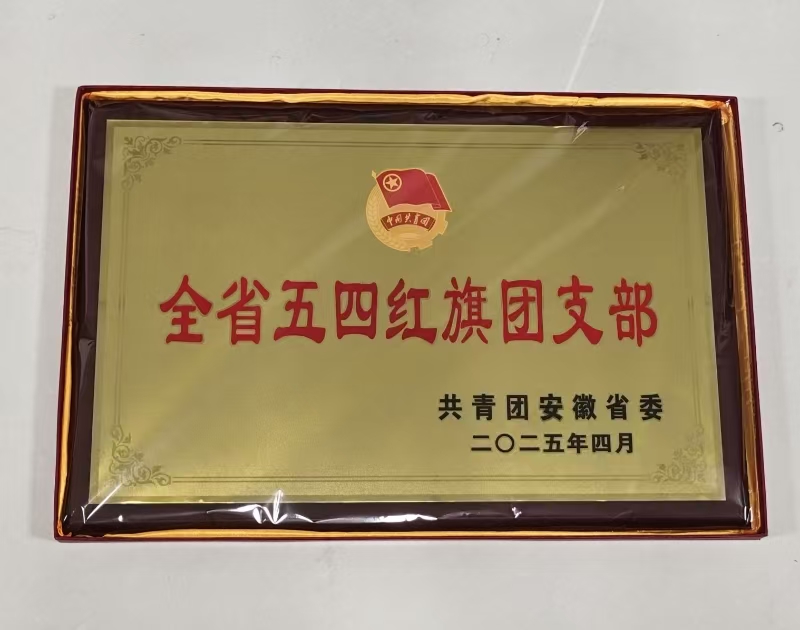 中国共青团
全省五四红旗团支部
共青团安徽省委
二〇二五年四月